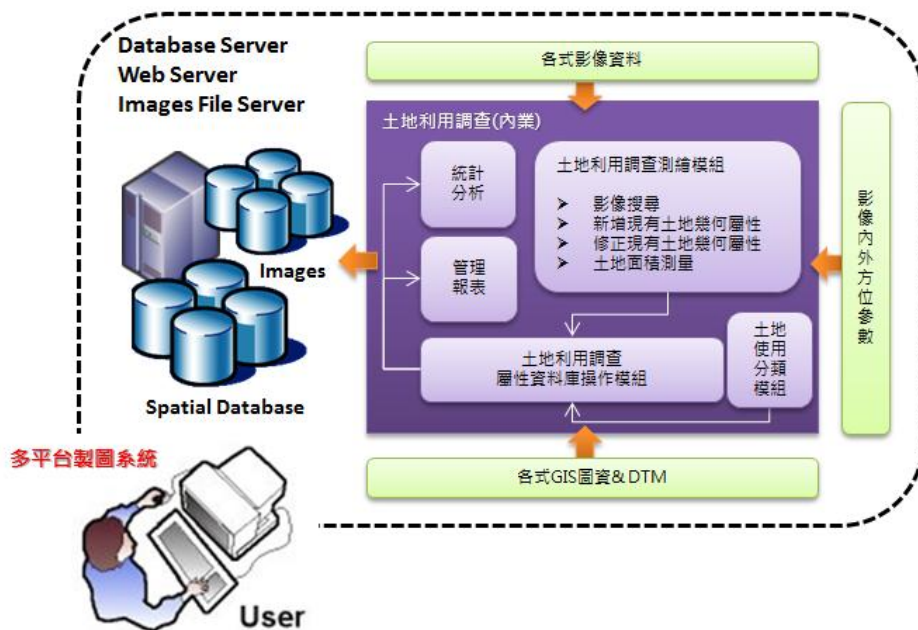 Database Server
Web Server
Images File Server
各式影像資料
土地利用調查(內業)
統計
分析
土地利用調查測繪模組
➢ 影像搜尋
➢ 新增現有土地幾何屬性
➢ 修正現有土地幾何屬性
➢ 土地面積測量
影
像
內
外
方
位
參
數
Images
管理
報表
土地利用調查
屬性資料庫操作模組
土地
使用
分類
模組
Spatial Database
多平台製圖系統
各式GIS圖資&DTM
User